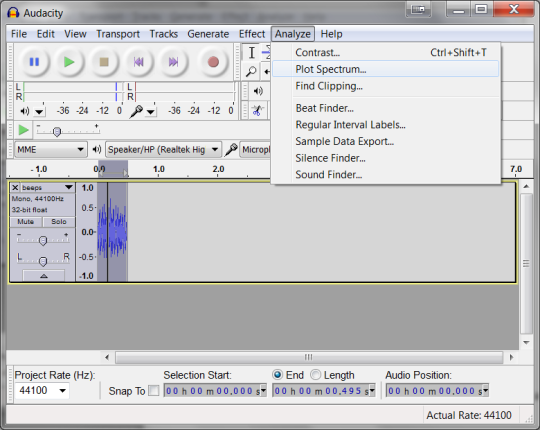 Audacity
File Edit View Transport Tracks Generate Effect Analyze Help
Contrast... Ctrl+Shift+T
Plot Spectrum...
Find Clipping...
Beat Finder...
Regular Interval Labels...
Sample Data Export...
Silence Finder...
Sound Finder...
L
R
-36 -24 -12 0
-36 -24 -12 0
MME Speaker/HP (Realtek Hig Microph
- 1.0 0.0 7.0
beeps
Mono, 44100Hz
32-bit float
Mute Solo
- +
L R
1.0
0.5
0.0
-0.5
-1.0
Project Rate (Hz): Selection Start: End Length Audio Position:
44100 Snap To 00 h 00 m 00,000 s 00 h 00 m 00,495 s 00 h 00 m 00,000 s
Actual Rate: 44100